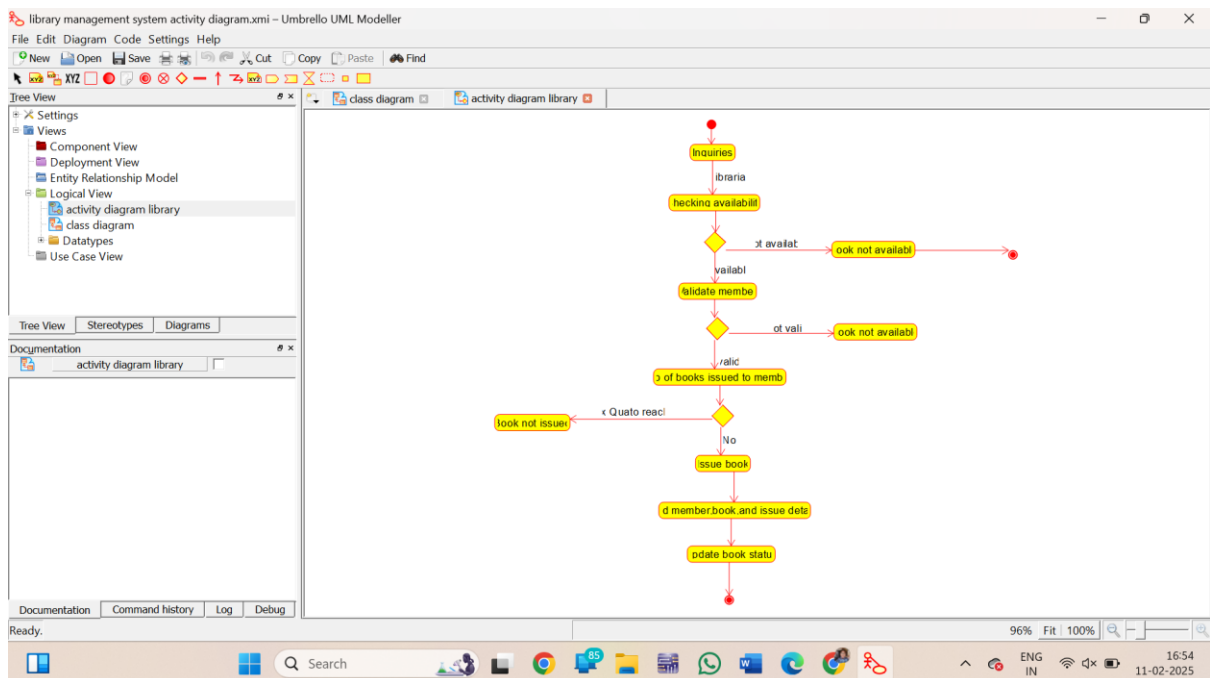 library management system activity diagram.xmi – Umbrello UML Modeller
File Edit Diagram Code Settings Help
New Open Save Cut Copy Paste Find
XYZ
Tree View
class diagram activity diagram library
Settings
Views
Component View
Deployment View
Entity Relationship Model
Logical View
activity diagram library
class diagram
Datatypes
Use Case View
Tree View Stereotypes Diagrams
Documentation
activity diagram library
Inquiries
ibraria
hecking availabilit
ot availab
ook not availabl
vailabl
alidate membe
ot vali
ook not availabl
valid
o of books issued to memb
x Quato reac
Book not issued
No
issue book
d member,book,and issue deta
pdate book statu
Documentation Command history Log Debug
Ready.
96% Fit 100%
Search
85
ENG
IN
16:54
11-02-2025